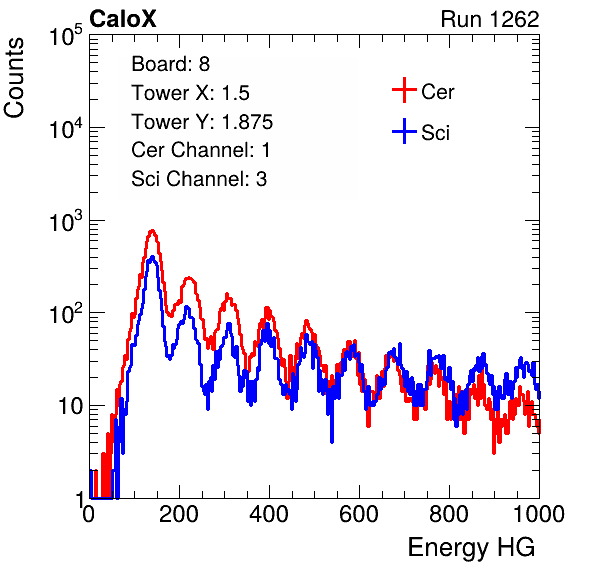 CaloX Run 1262
Counts
10^5
10^4
10^3
10^2
10
1
Board: 8
Tower X: 1.5
Tower Y: 1.875
Cer Channel: 1
Sci Channel: 3
Cer
Sci
0 200 400 600 800 1000
Energy HG